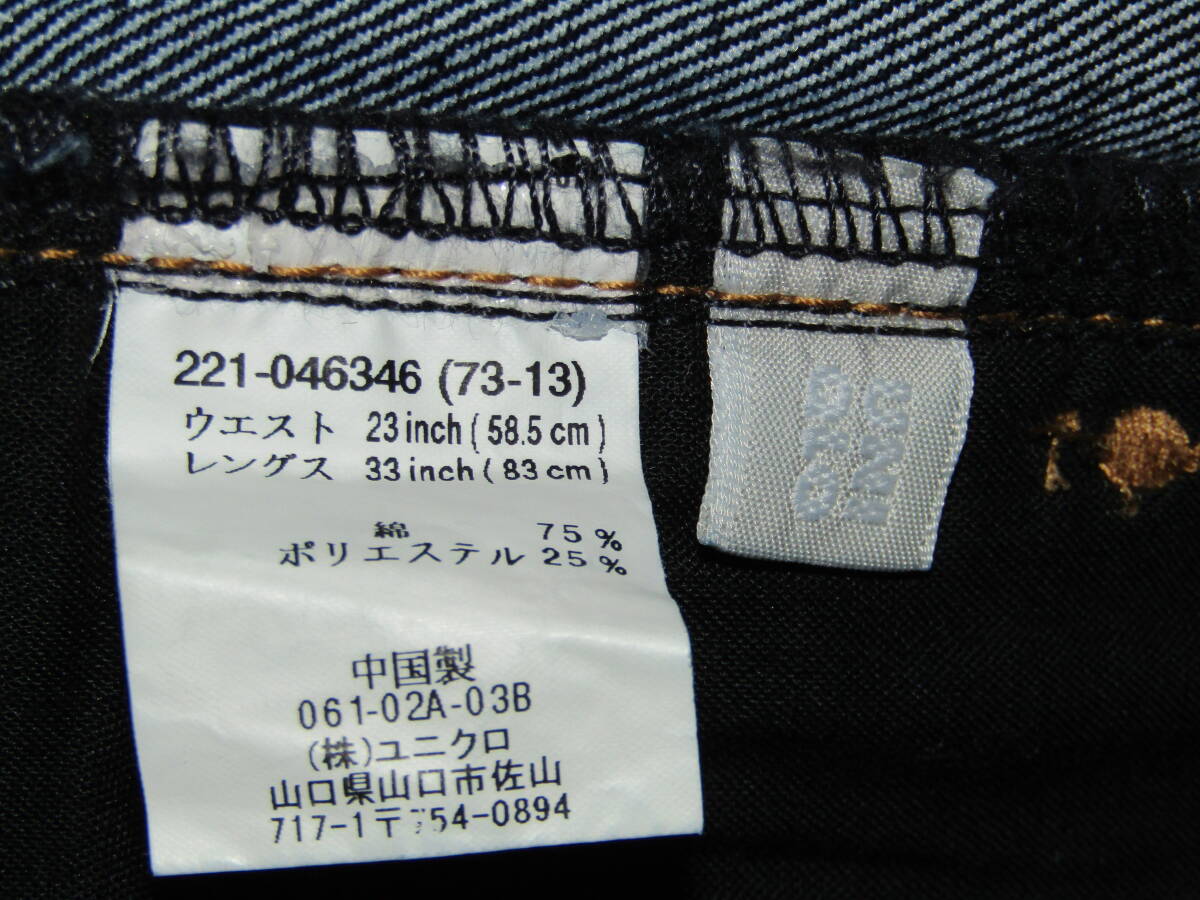 221-046346 (73-13)
ウエスト 23 inch ( 58.5 cm )
レングス 33 inch ( 83 cm )
綿 75 %
ポリエステル 25 %
中国製
061-02A-03B
(株)ユニクロ
山口県山口市佐山
717-1〒754-0894
UNI
QLO